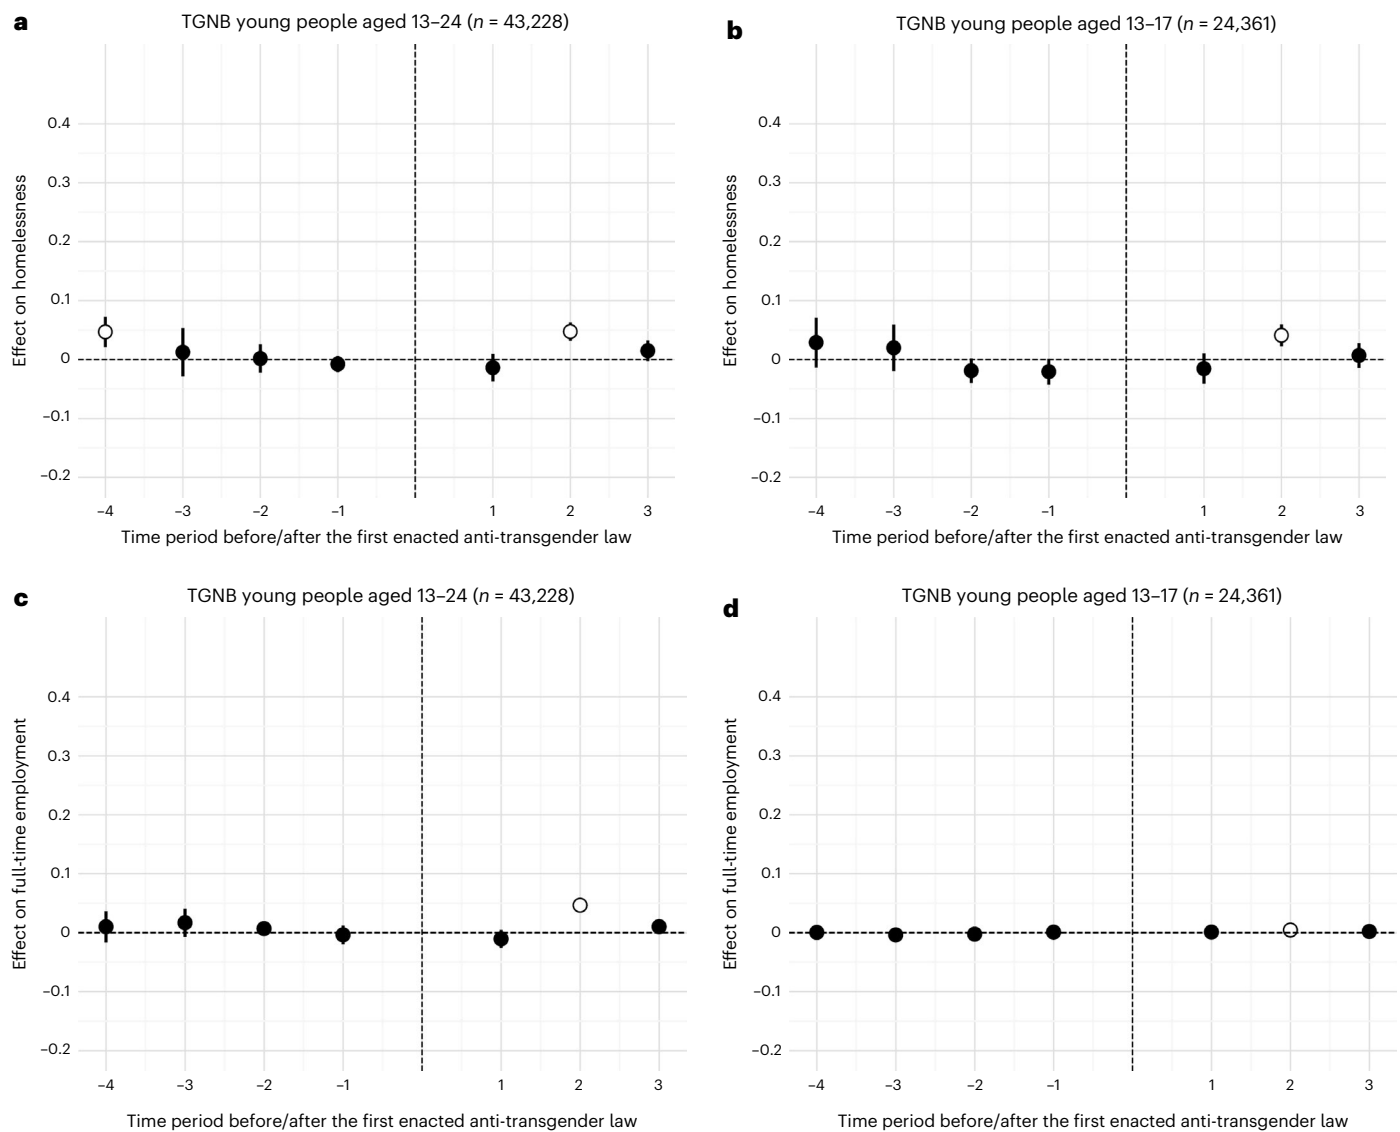 a
TGNB young people aged 13–24 (n = 43,228)
Effect on homelessness
0.4
0.3
0.2
0.1
0
–0.1
–0.2
–4 –3 –2 –1 1 2 3
Time period before/after the first enacted anti-transgender law
b
TGNB young people aged 13–17 (n = 24,361)
Effect on homelessness
0.4
0.3
0.2
0.1
0
–0.1
–0.2
–4 –3 –2 –1 1 2 3
Time period before/after the first enacted anti-transgender law
c
TGNB young people aged 13–24 (n = 43,228)
Effect on full-time employment
0.4
0.3
0.2
0.1
0
–0.1
–0.2
–4 –3 –2 –1 1 2 3
Time period before/after the first enacted anti-transgender law
d
TGNB young people aged 13–17 (n = 24,361)
Effect on full-time employment
0.4
0.3
0.2
0.1
0
–0.1
–0.2
–4 –3 –2 –1 1 2 3
Time period before/after the first enacted anti-transgender law